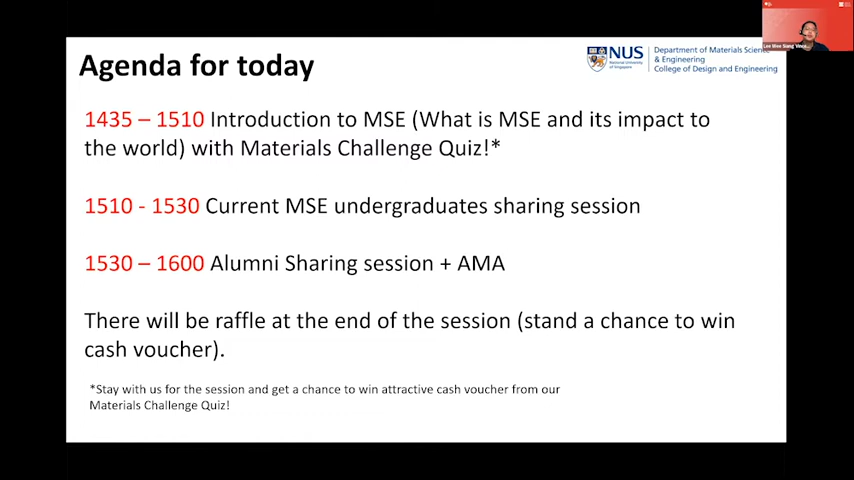 Agenda for today
NUS
National University
of Singapore
Department of Materials Science
& Engineering
College of Design and Engineering
1435 – 1510 Introduction to MSE (What is MSE and its impact to
the world) with Materials Challenge Quiz!*
1510 - 1530 Current MSE undergraduates sharing session
1530 – 1600 Alumni Sharing session + AMA
There will be raffle at the end of the session (stand a chance to win
cash voucher).
*Stay with us for the session and get a chance to win attractive cash voucher from our
Materials Challenge Quiz!